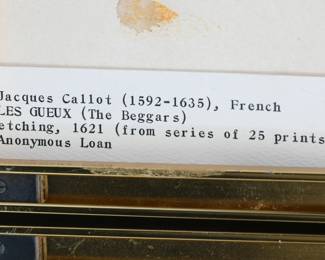 Jacques Callot (1592-1635), French
LES GUEUX (The Beggars)
etching, 1621 (from series of 25 prints
Anonymous Loan